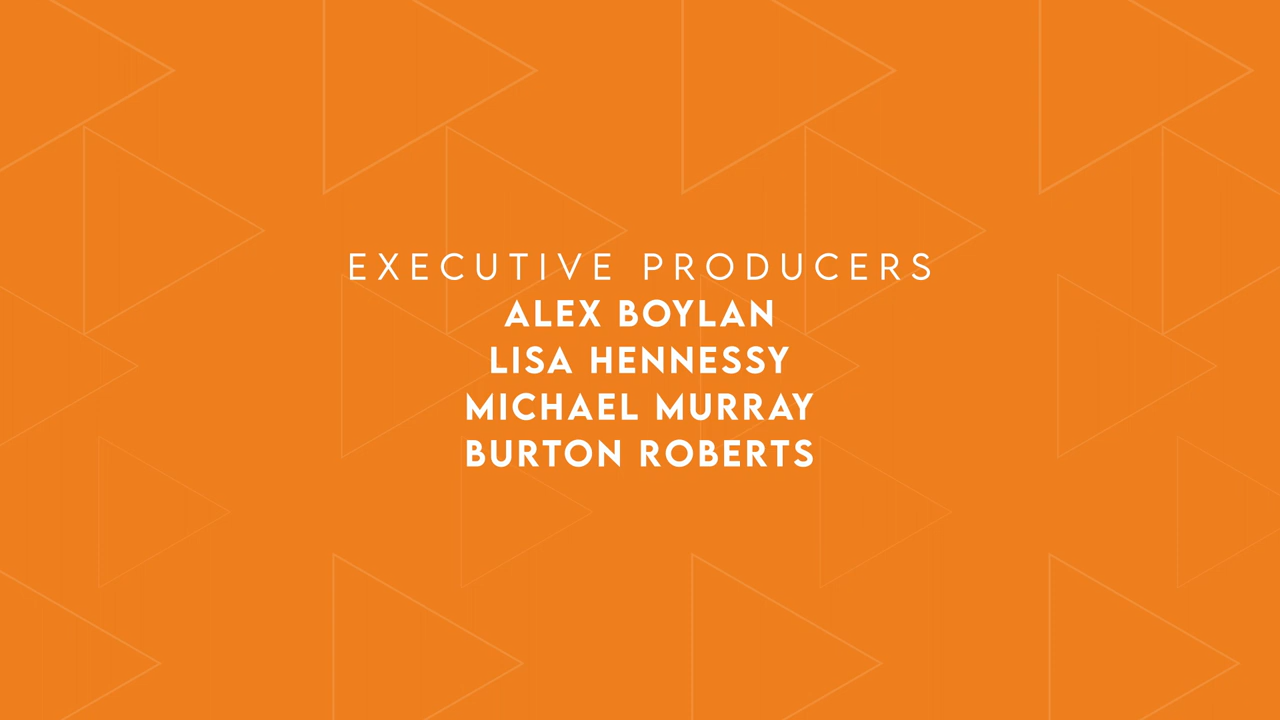 EXECUTIVE PRODUCERS
ALEX BOYLAN
LISA HENNESSY
MICHAEL MURRAY
BURTON ROBERTS